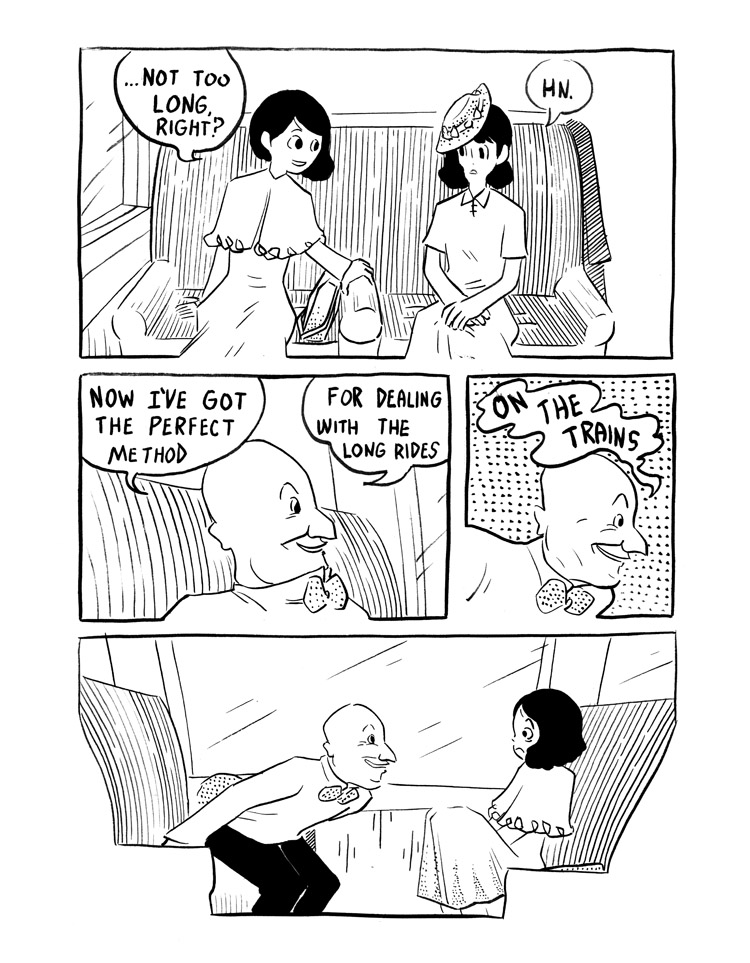 ...NOT TOO
LONG,
RIGHT?
HN.
NOW I'VE GOT
THE PERFECT
METHOD
FOR DEALING
WITH THE
LONG RIDES
ON THE
TRAINS